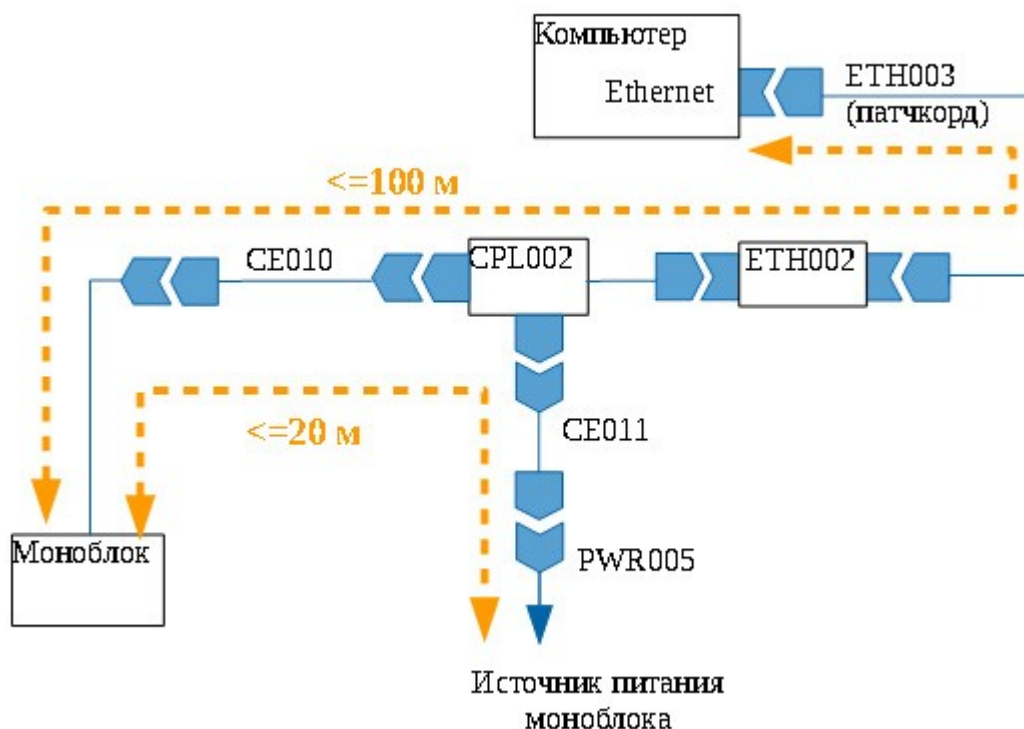 Компьютер
Ethernet
ETH003
(патчкорд)
<=100 м
CE010
CPL002
ETH002
<=20 м
CE011
Моноблок
PWR005
Источник питания
моноблока